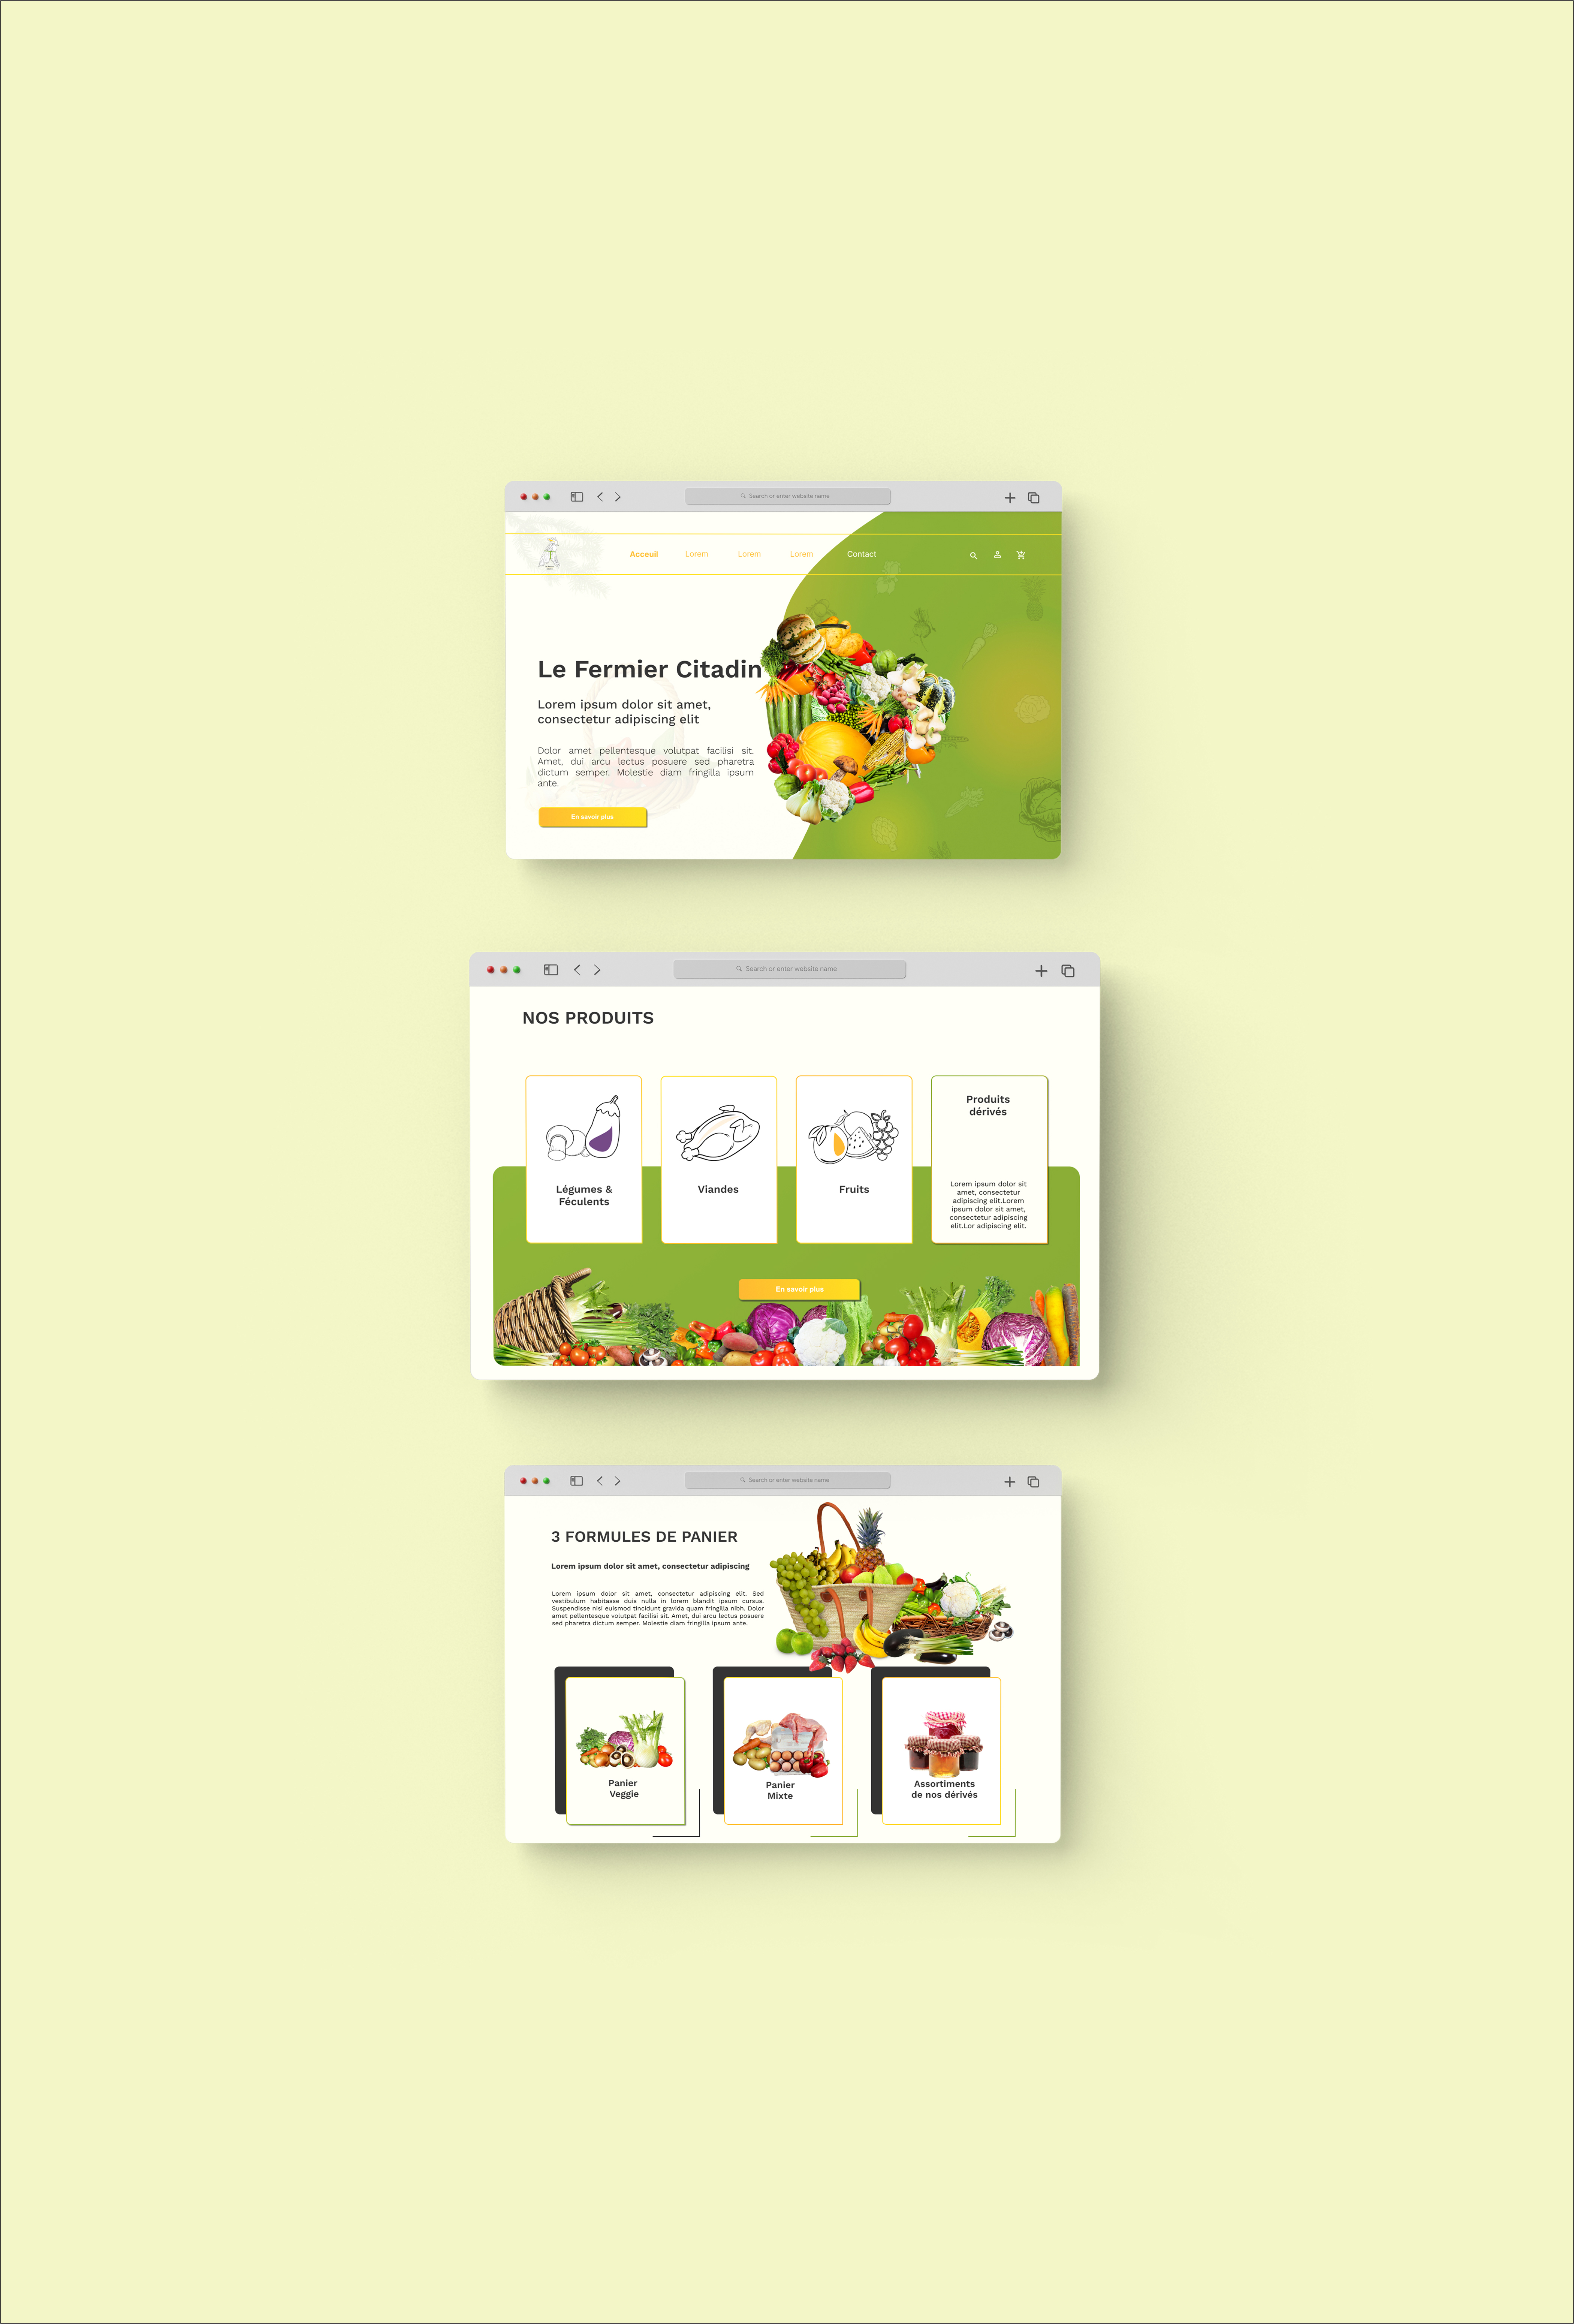 Search or enter website name
Acceuil Lorem Lorem Lorem Contact
Le Fermier Citadin
Lorem ipsum dolor sit amet,
consectetur adipiscing elit
Dolor amet pellentesque volutpat facilisi sit.
Amet, dui arcu lectus posuere sed pharetra
dictum semper. Molestie diam fringilla ipsum
ante.
En savoir plus
Search or enter website name
NOS PRODUITS
Légumes &
Féculents
Viandes
Fruits
Produits
dérivés
Lorem ipsum dolor sit
amet, consectetur
adipiscing elit.Lorem
ipsum dolor sit amet,
consectetur adipiscing
elit.Lor adipiscing elit.
En savoir plus
Search or enter website name
3 FORMULES DE PANIER
Lorem ipsum dolor sit amet, consectetur adipiscing
Lorem ipsum dolor sit amet, consectetur adipiscing elit. Sed
vestibulum habitasse duis nulla in lorem blandit ipsum cursus.
Suspendisse nisi euismod tincidunt gravida quam fringilla nibh. Dolor
amet pellentesque volutpat facilisi sit. Amet, dui arcu lectus posuere
sed pharetra dictum semper. Molestie diam fringilla ipsum ante.
Panier
Veggie
Panier
Mixte
Assortiments
de nos dérivés